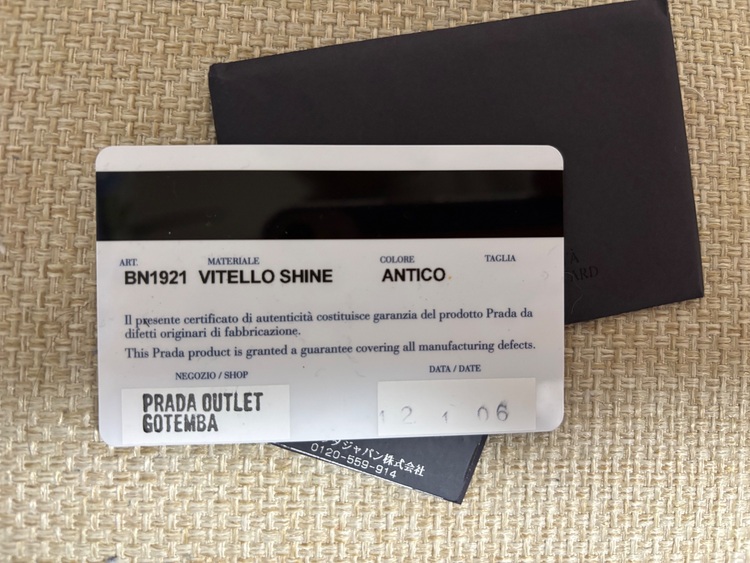 ART. MATERIALE COLORE TAGLIA
BN1921 VITELLO SHINE ANTICO
Il presente certificato di autenticità costituisce garanzia del prodotto Prada da
difetti originari di fabbricazione.
This Prada product is granted a guarantee covering all manufacturing defects.
NEGOZIO / SHOP DATA / DATE
PRADA OUTLET
GOTEMBA
12 1 06
ジャパン株式会社
0120-559-914